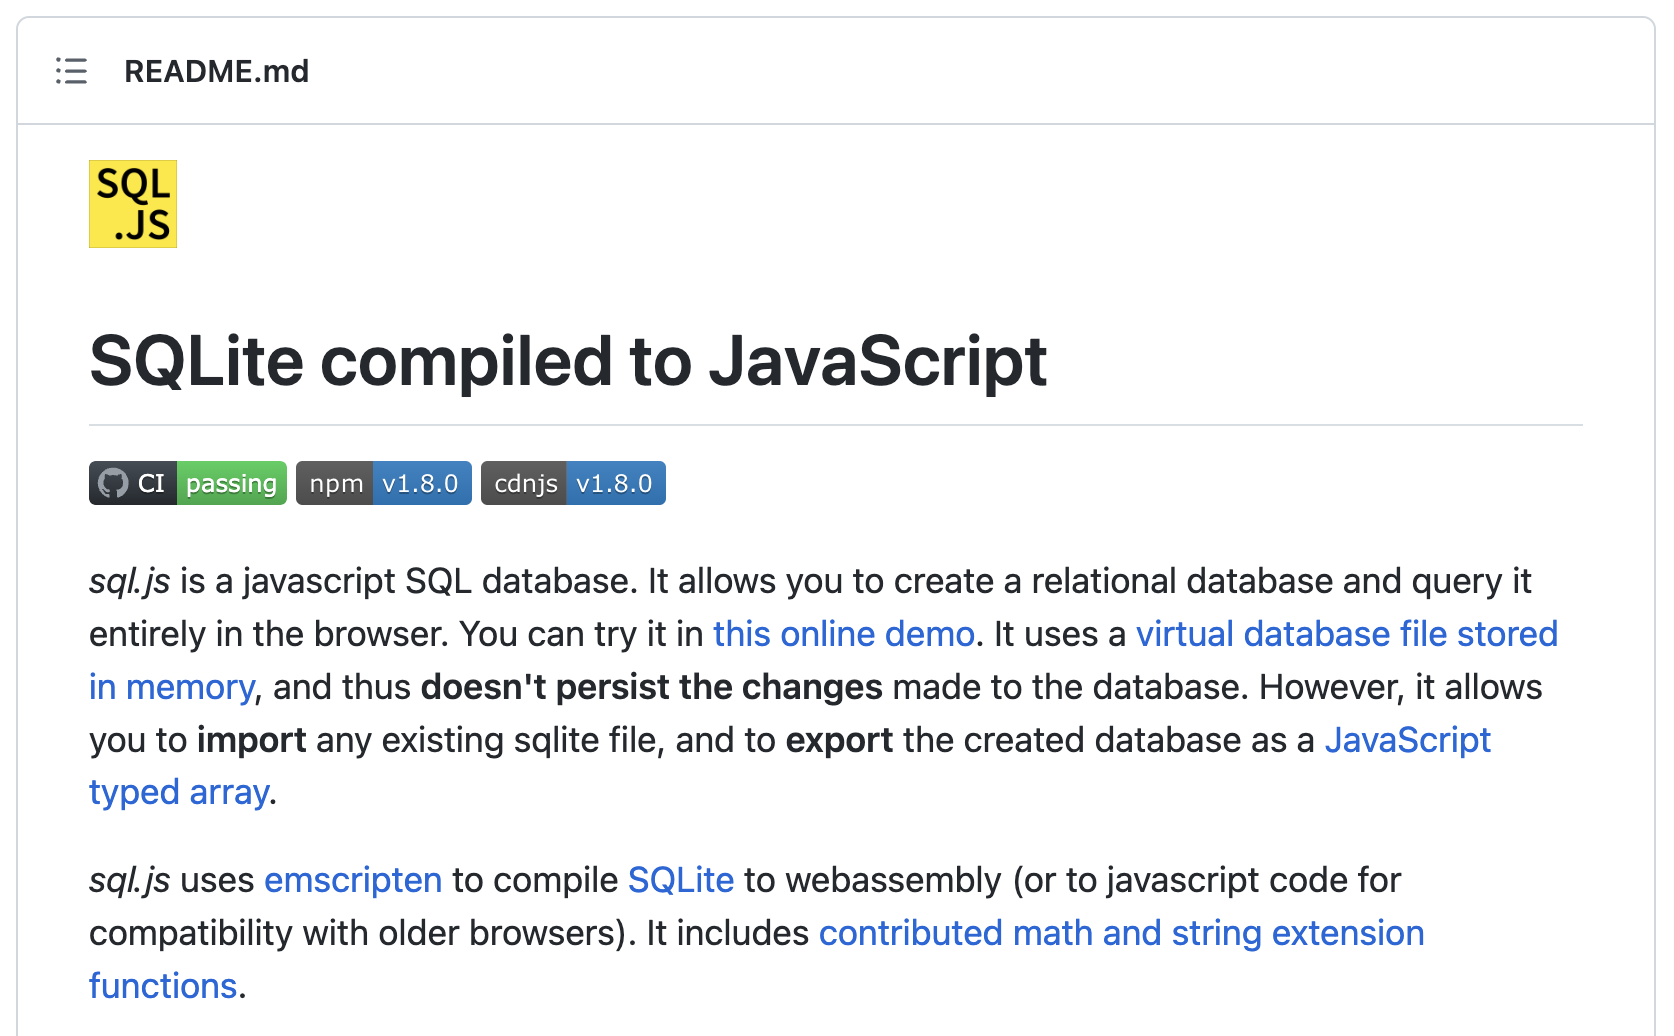 README.md
SQL
.JS
SQLite compiled to JavaScript
CI passing npm v1.8.0 cdnjs v1.8.0
sql.js is a javascript SQL database. It allows you to create a relational database and query it
entirely in the browser. You can try it in this online demo. It uses a virtual database file stored
in memory, and thus doesn't persist the changes made to the database. However, it allows
you to import any existing sqlite file, and to export the created database as a JavaScript
typed array.
sql.js uses emscripten to compile SQLite to webassembly (or to javascript code for
compatibility with older browsers). It includes contributed math and string extension
functions.